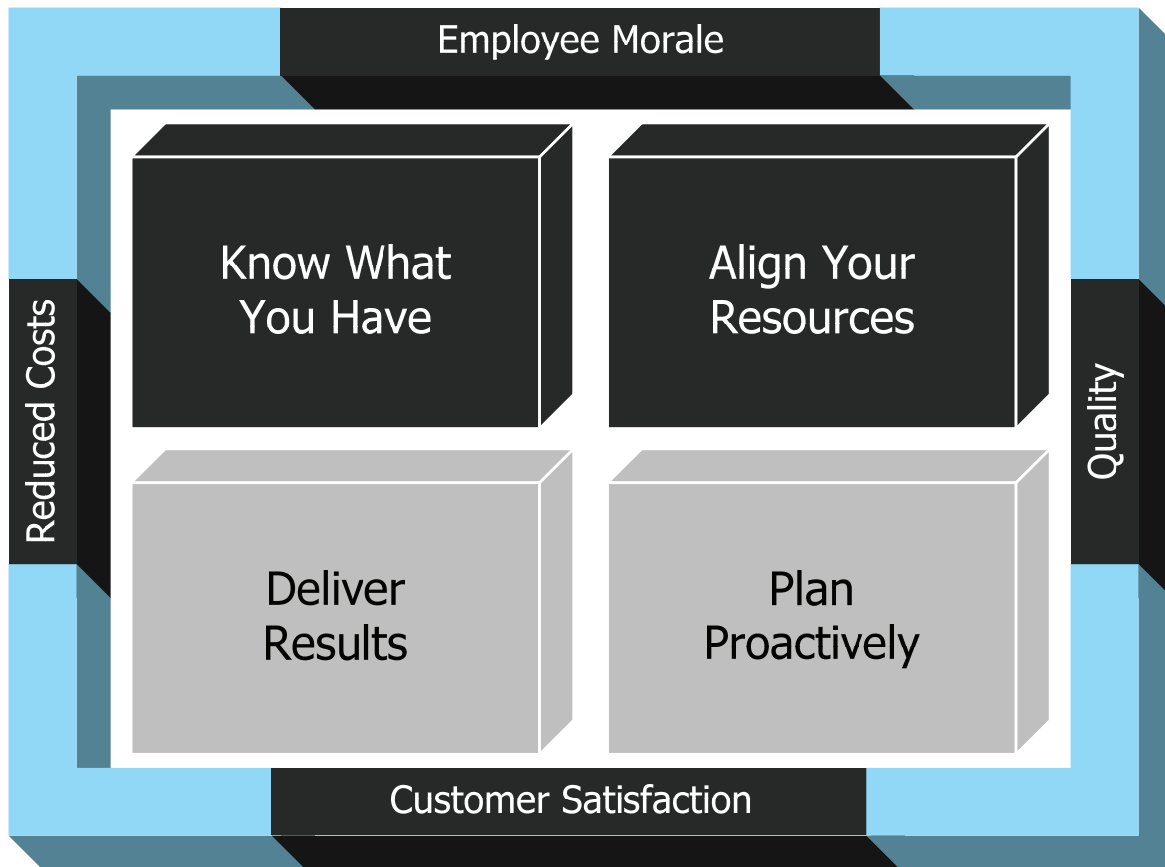 Employee Morale
Know What
You Have
Align Your
Resources
Reduced Costs
Quality
Deliver
Results
Plan
Proactively
Customer Satisfaction